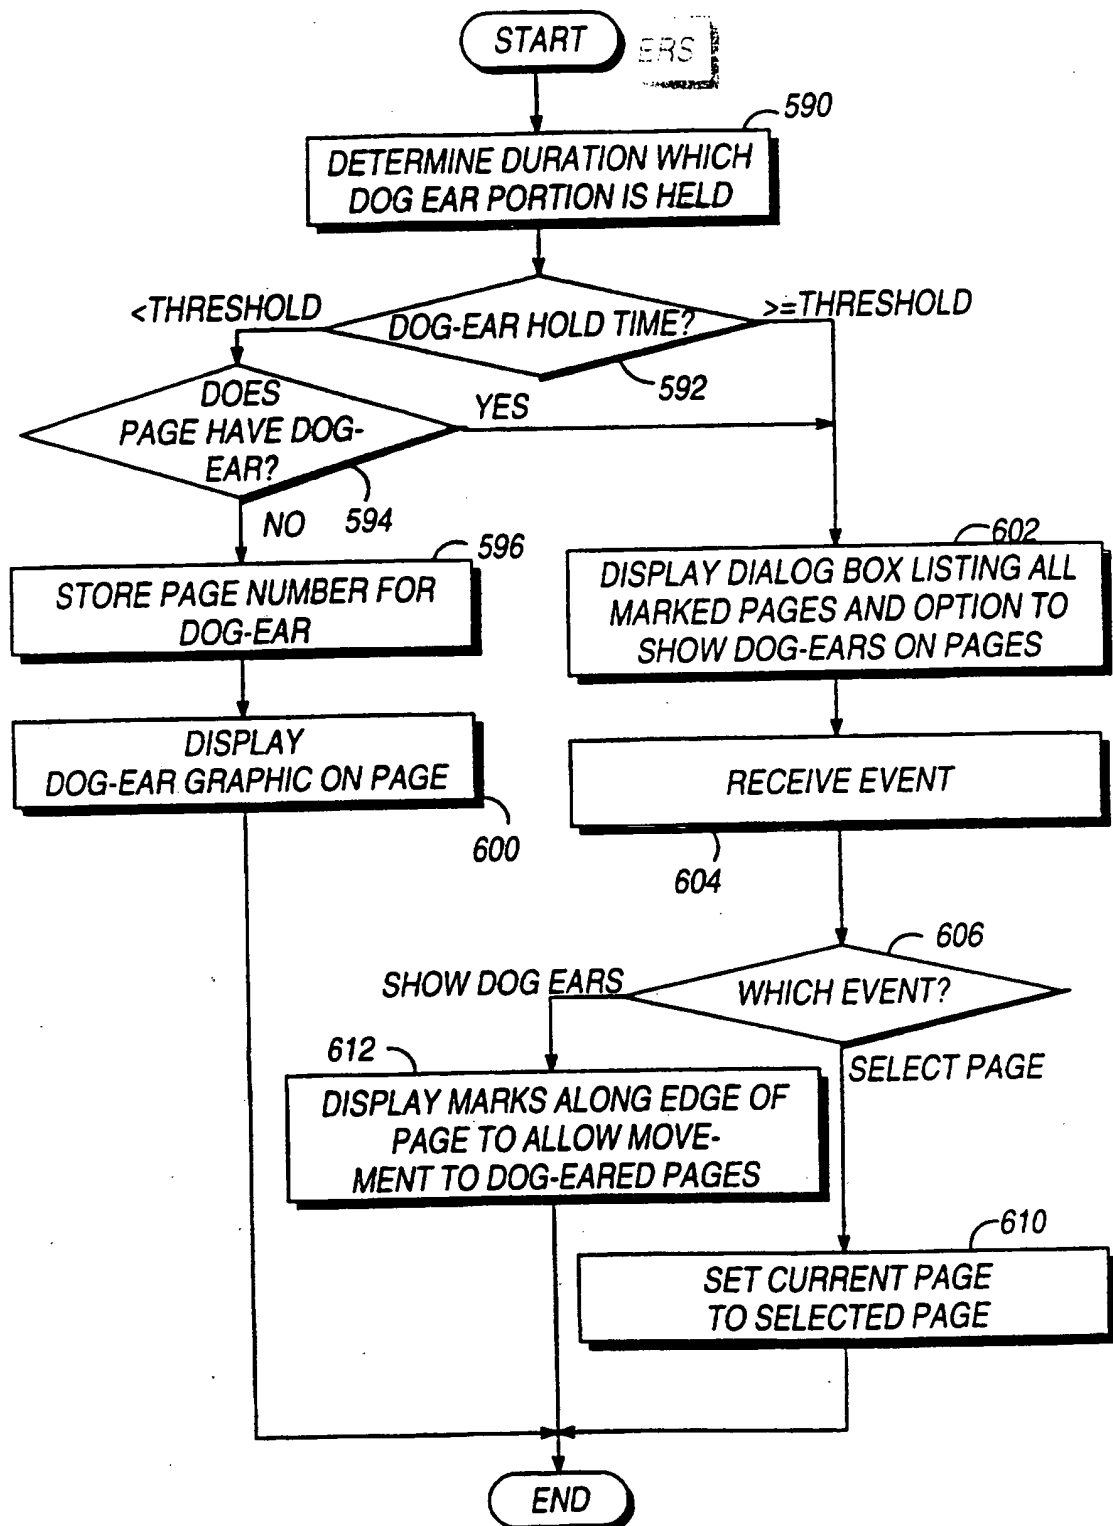 START
ERS
590
DETERMINE DURATION WHICH
DOG EAR PORTION IS HELD
<THRESHOLD
>=THRESHOLD
DOG-EAR HOLD TIME?
592
DOES
PAGE HAVE DOG-
EAR?
YES
594
NO
596
STORE PAGE NUMBER FOR
DOG-EAR
602
DISPLAY DIALOG BOX LISTING ALL
MARKED PAGES AND OPTION TO
SHOW DOG-EARS ON PAGES
DISPLAY
DOG-EAR GRAPHIC ON PAGE
600
RECEIVE EVENT
604
606
SHOW DOG EARS
WHICH EVENT?
SELECT PAGE
612
DISPLAY MARKS ALONG EDGE OF
PAGE TO ALLOW MOVE-
MENT TO DOG-EARED PAGES
610
SET CURRENT PAGE
TO SELECTED PAGE
END